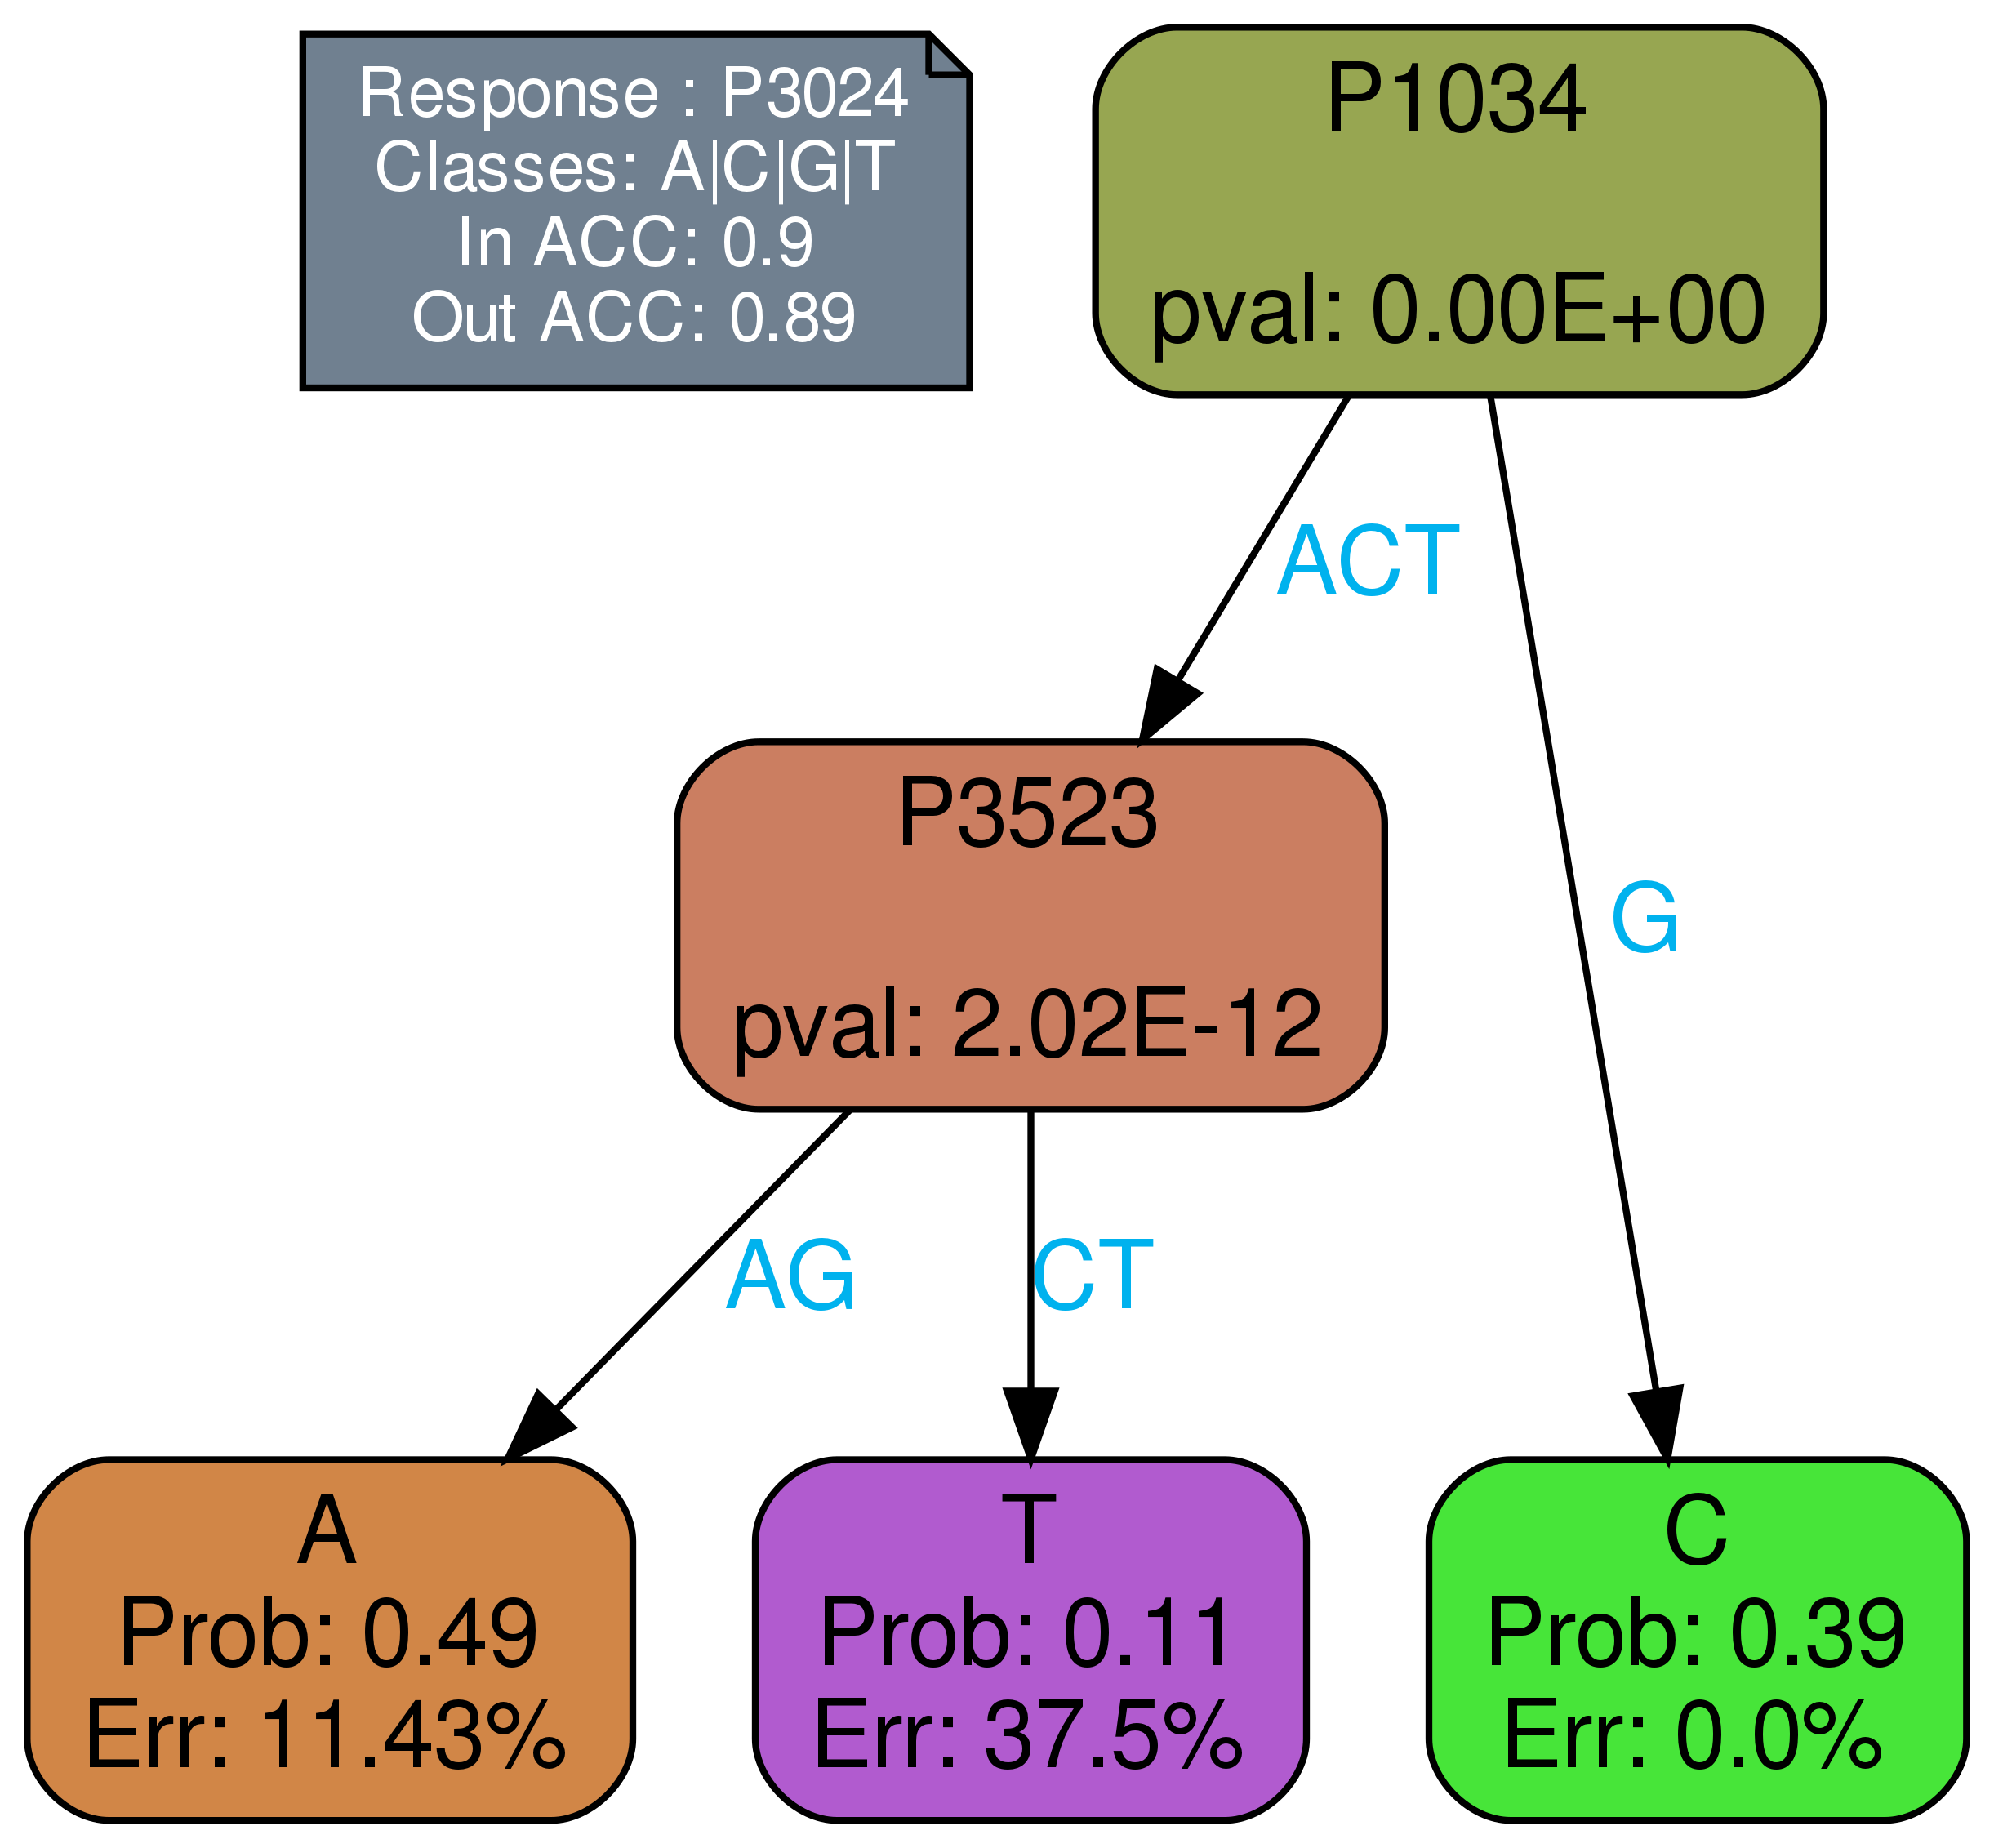 Response : P3024
Classes: A|C|G|T
In ACC: 0.9
Out ACC: 0.89
P1034
pval: 0.00E+00
ACT
G
P3523
pval: 2.02E-12
AG
CT
A
Prob: 0.49
Err: 11.43%
T
Prob: 0.11
Err: 37.5%
C
Prob: 0.39
Err: 0.0%